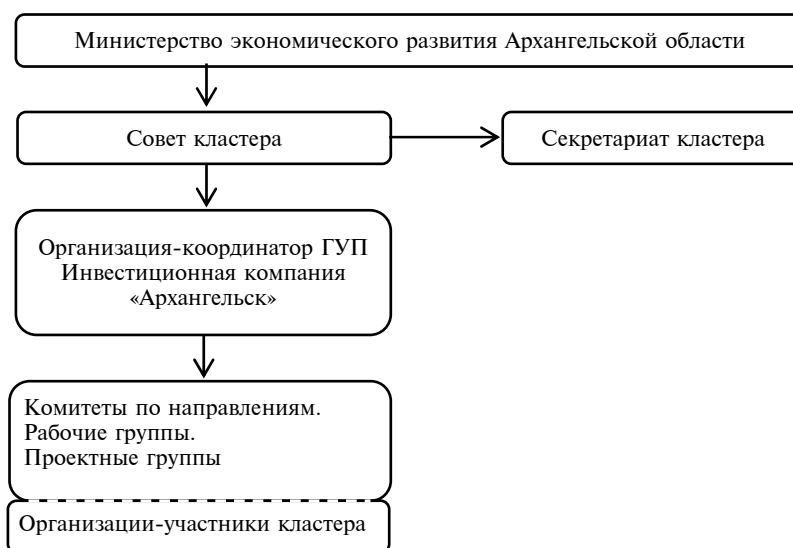 Министерство экономического развития Архангельской области
Совет кластера
Секретариат кластера
Организация-координатор ГУП
Инвестиционная компания
«Архангельск»
Комитеты по направлениям.
Рабочие группы.
Проектные группы
Организации-участники кластера